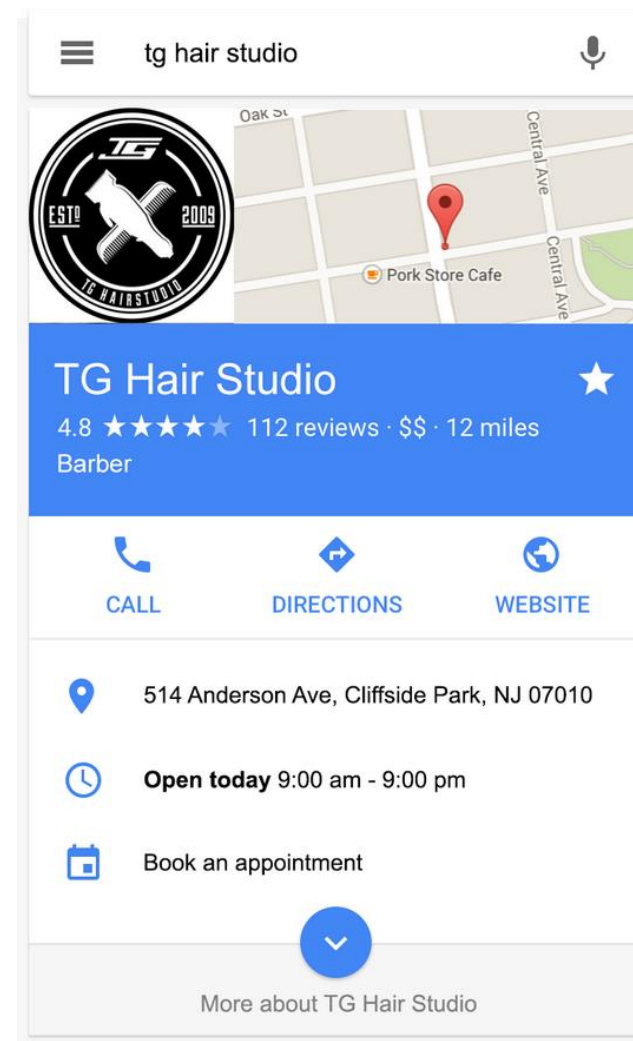 tg hair studio
Oak St
Central Ave
Central Ave
Pork Store Cafe
TG
ESTD 2009
TG HAIRSTUDIO
TG Hair Studio
4.8 ★★★★★ 112 reviews · $$ · 12 miles
Barber
CALL DIRECTIONS WEBSITE
514 Anderson Ave, Cliffside Park, NJ 07010
Open today 9:00 am - 9:00 pm
Book an appointment
More about TG Hair Studio